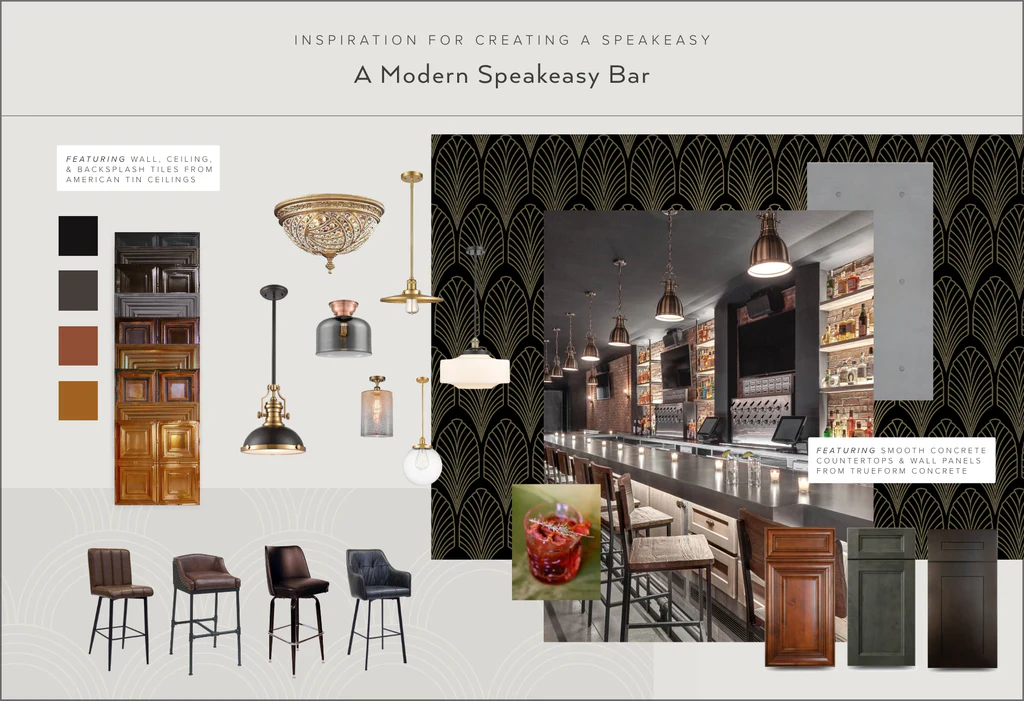 INSPIRATION FOR CREATING A SPEAKEASY
A Modern Speakeasy Bar
FEATURING WALL, CEILING,
& BACKSPLASH TILES FROM
AMERICAN TIN CEILINGS
FEATURING SMOOTH CONCRETE
COUNTERTOPS & WALL PANELS
FROM TRUEFORM CONCRETE